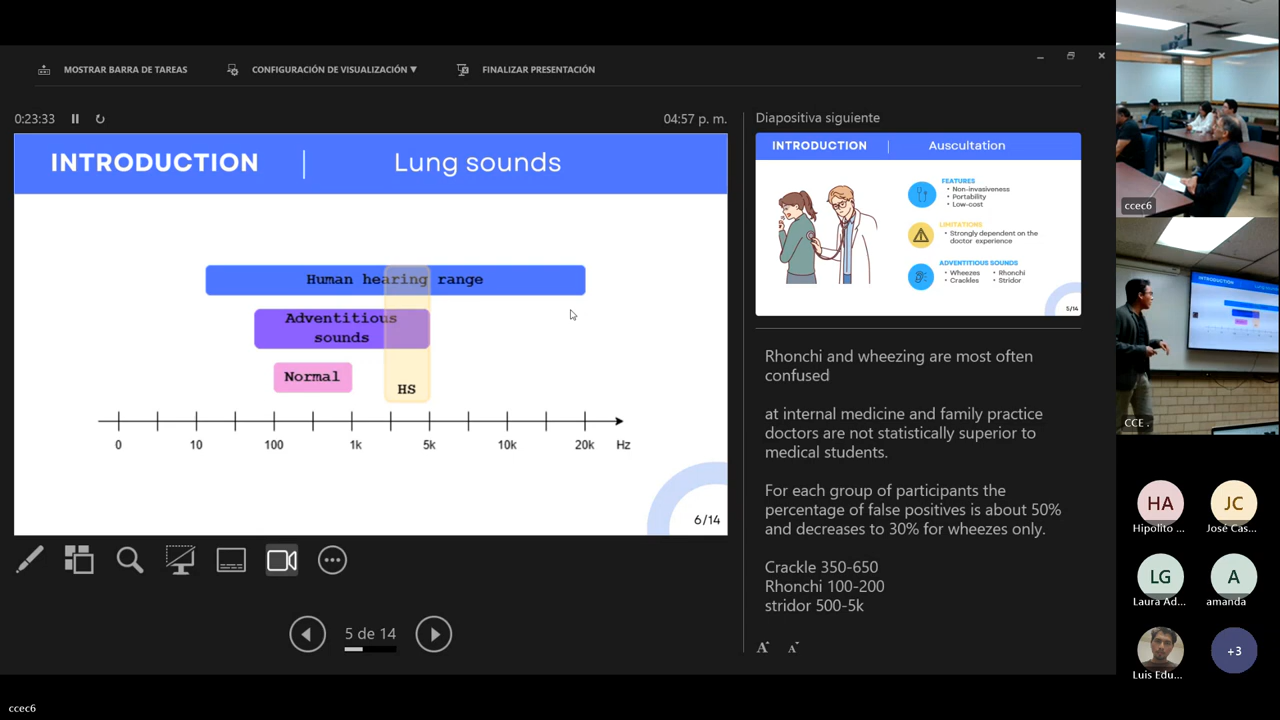 MOSTRAR BARRA DE TAREAS
CONFIGURACIÓN DE VISUALIZACIÓN ▼
FINALIZAR PRESENTACIÓN
0:23:33
04:57 p. m.
INTRODUCTION
Lung sounds
Human hearing range
Adventitious
sounds
Normal
HS
0 10 100 1k 5k 10k 20k Hz
6/14
5 de 14
Diapositiva siguiente
INTRODUCTION
Auscultation
FEATURES
• Non-invasiveness
• Portability
• Low-cost
LIMITATIONS
• Strongly dependent on the
doctor experience
ADVENTITIOUS SOUNDS
• Wheezes • Rhonchi
• Crackles • Stridor
5/14
Rhonchi and wheezing are most often
confused
at internal medicine and family practice
doctors are not statistically superior to
medical students.
For each group of participants the
percentage of false positives is about 50%
and decreases to 30% for wheezes only.
Crackle 350-650
Rhonchi 100-200
stridor 500-5k
A A
ccec6
INTRODUCTION Lung sounds
CCE .
HA
Hipolito ...
JC
José Cas...
LG
Laura Ad...
A
amanda
Luis Edu...
+3
ccec6